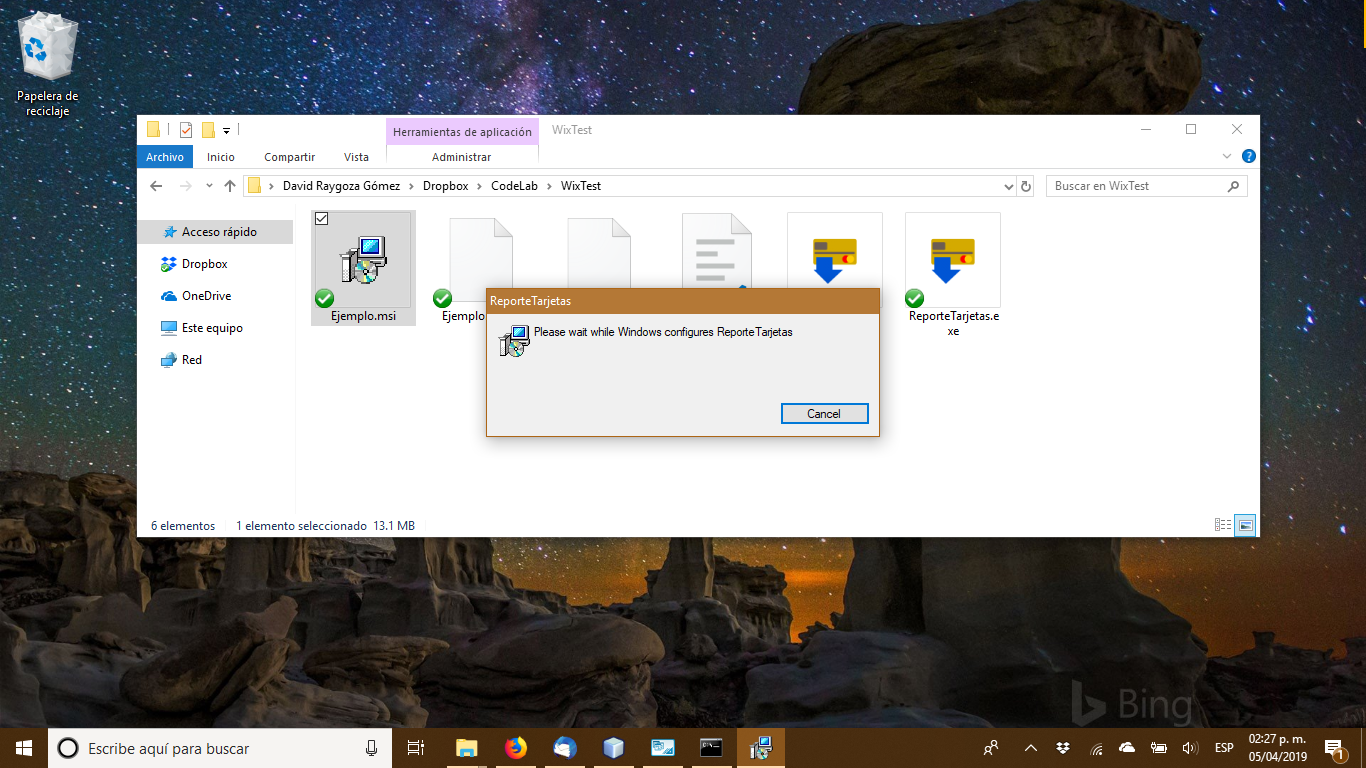 Papelera de
reciclaje
Herramientas de aplicación
WixTest
Archivo
Inicio
Compartir
Vista
Administrar
David Raygoza Gómez
Dropbox
CodeLab
WixTest
Buscar en WixTest
Acceso rápido
Dropbox
OneDrive
Este equipo
Red
Ejemplo.msi
Ejemplo
ReporteTarjetas.e
xe
ReporteTarjetas
Please wait while Windows configures ReporteTarjetas
Cancel
6 elementos
1 elemento seleccionado 13.1 MB
Bing
Escribe aquí para buscar
ESP
02:27 p. m.
05/04/2019
1